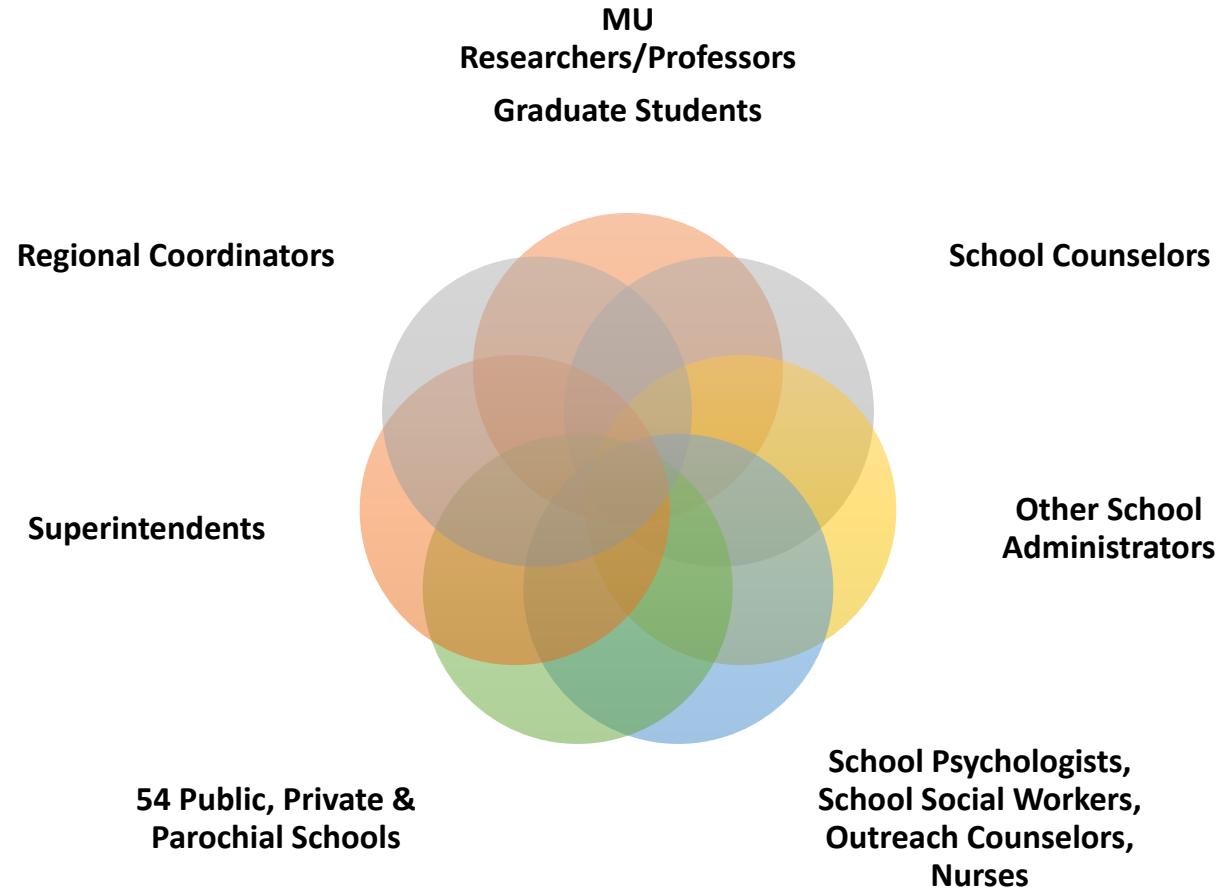 MU
Researchers/Professors
Graduate Students
Regional Coordinators
School Counselors
Superintendents
Other School
Administrators
54 Public, Private &
Parochial Schools
School Psychologists,
School Social Workers,
Outreach Counselors,
Nurses